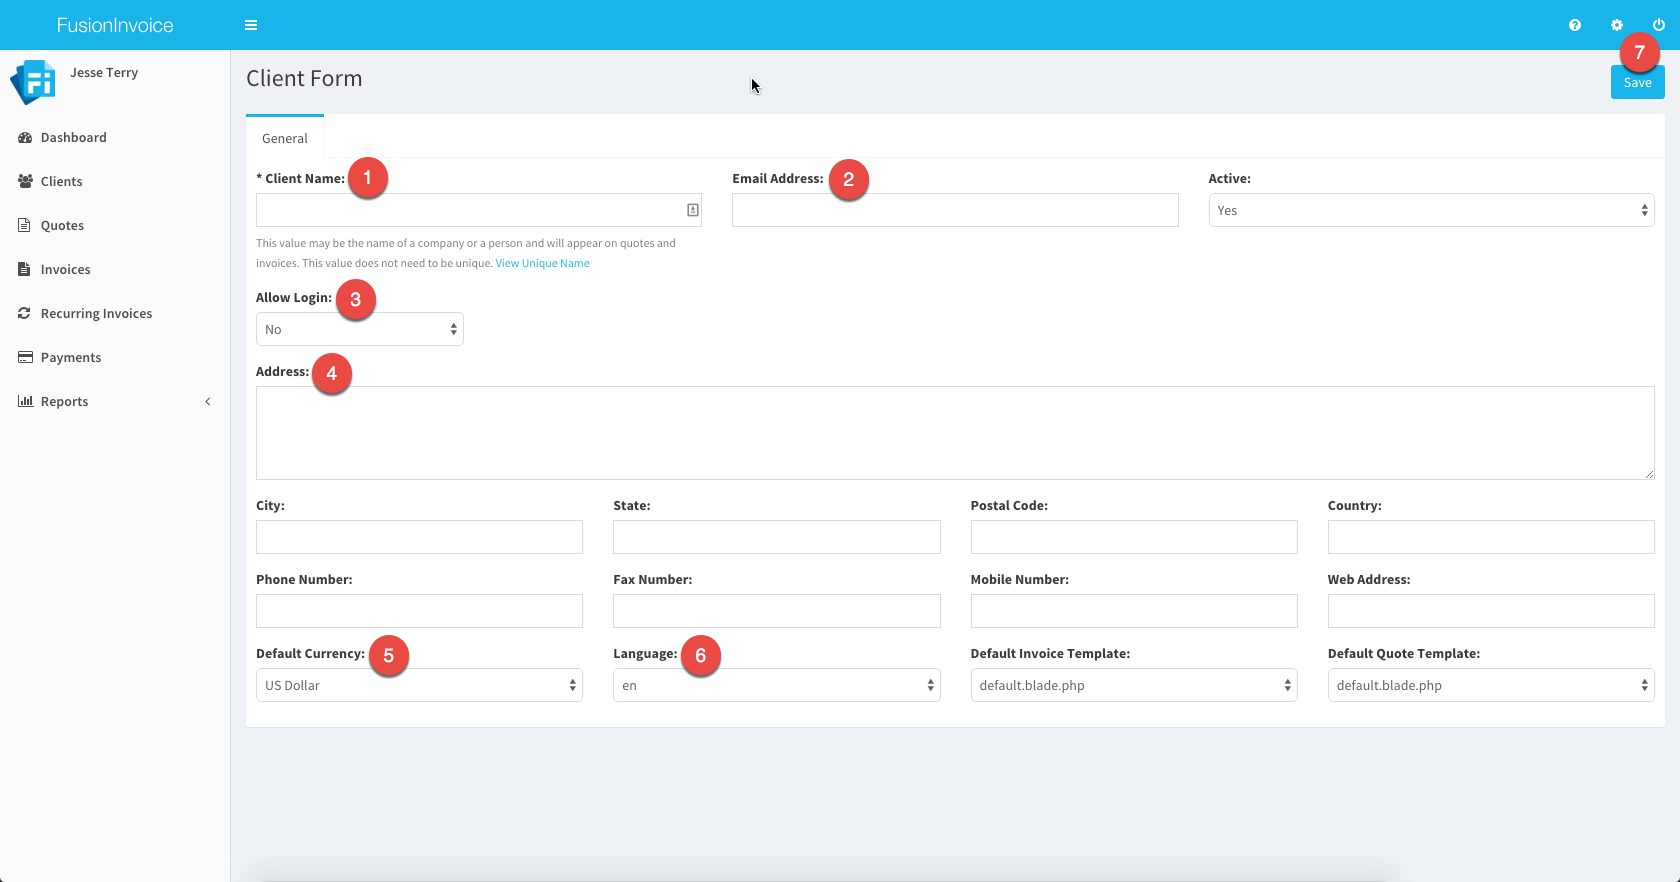 FusionInvoice
Jesse Terry
Dashboard
Clients
Quotes
Invoices
Recurring Invoices
Payments
Reports
Client Form
7
Save
General
* Client Name: 1
Email Address: 2
Active:
Yes
This value may be the name of a company or a person and will appear on quotes and
invoices. This value does not need to be unique. View Unique Name
Allow Login: 3
No
Address: 4
City:
State:
Postal Code:
Country:
Phone Number:
Fax Number:
Mobile Number:
Web Address:
Default Currency: 5
Language: 6
Default Invoice Template:
Default Quote Template:
US Dollar
en
default.blade.php
default.blade.php